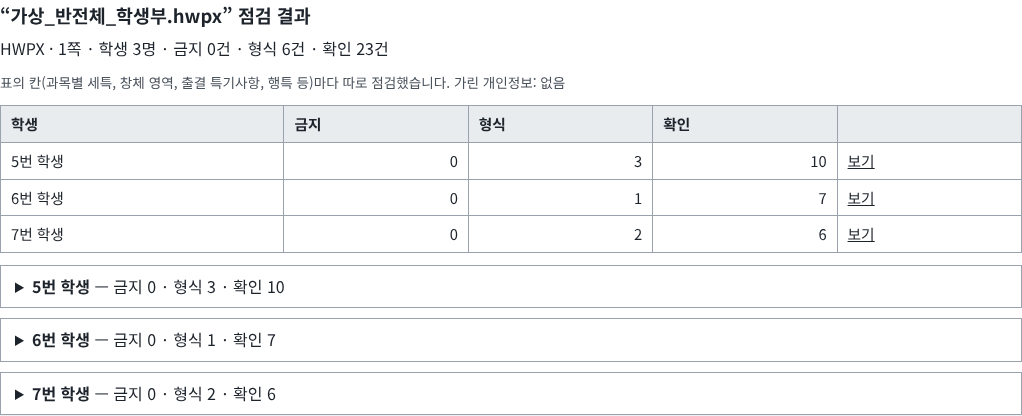 “가상_반전체_학생부.hwpx” 점검 결과
HWPX · 1쪽 · 학생 3명 · 금지 0건 · 형식 6건 · 확인 23건
표의 칸(과목별 세특, 창체 영역, 출결 특기사항, 행특 등)마다 따로 점검했습니다. 가린 개인정보: 없음
학생 금지 형식 확인
5번 학생 0 3 10 보기
6번 학생 0 1 7 보기
7번 학생 0 2 6 보기
▶ 5번 학생 — 금지 0 · 형식 3 · 확인 10
▶ 6번 학생 — 금지 0 · 형식 1 · 확인 7
▶ 7번 학생 — 금지 0 · 형식 2 · 확인 6